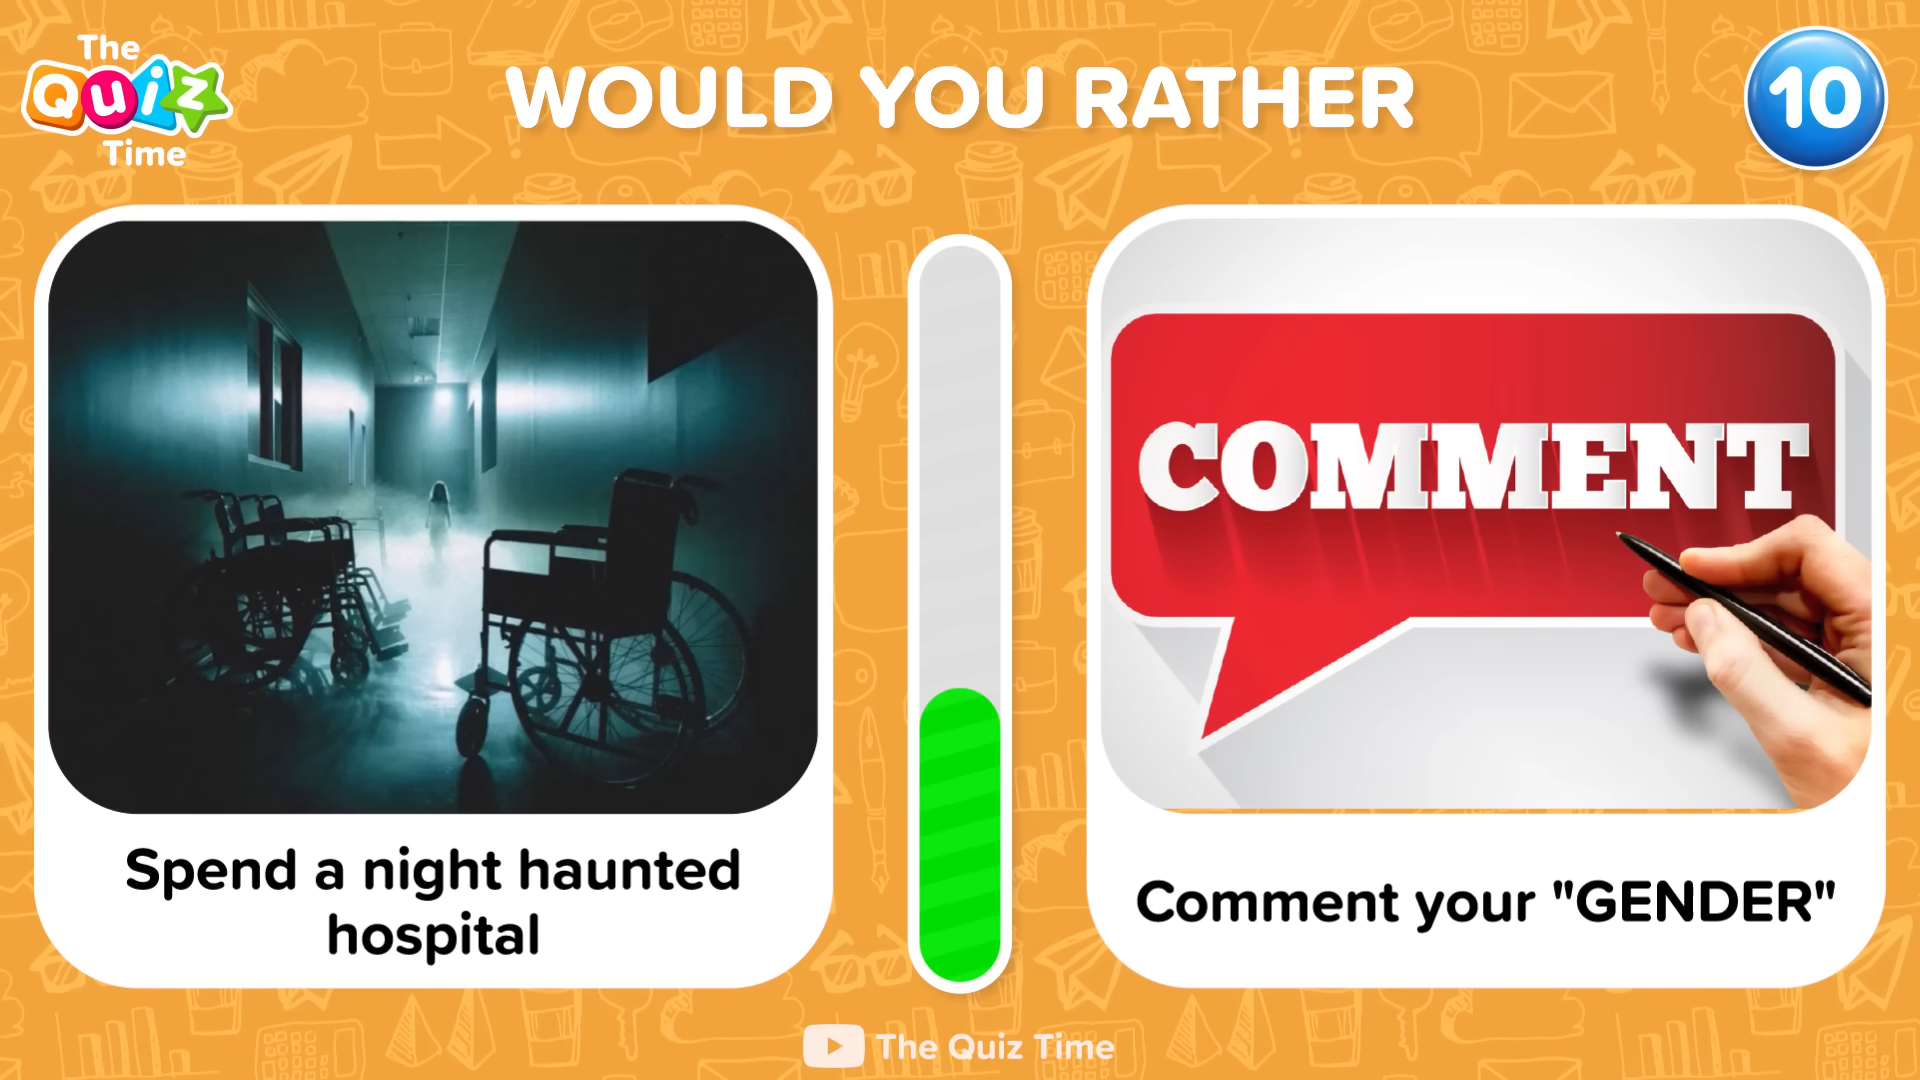 The
Quiz
Time
WOULD YOU RATHER
10
COMMENT
Spend a night haunted
hospital
Comment your "GENDER"
The Quiz Time